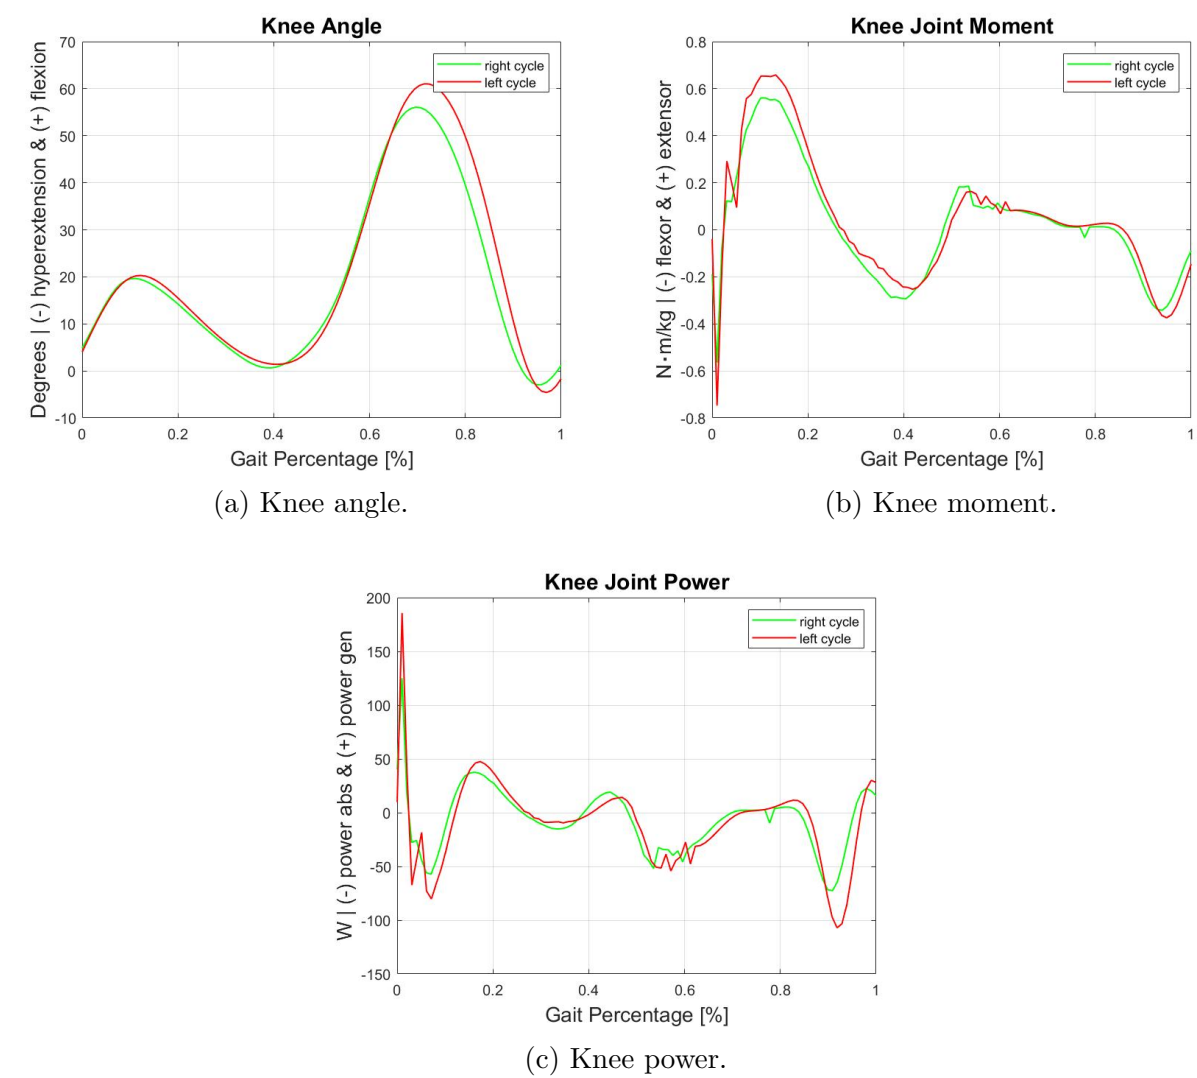 Knee Angle
Degrees | (-) hyperextension & (+) flexion
70
60
50
40
30
20
10
0
-10
right cycle
left cycle
0 0.2 0.4 0.6 0.8 1
Gait Percentage [%]
(a) Knee angle.
Knee Joint Moment
N·m/kg | (-) flexor & (+) extensor
0.8
0.6
0.4
0.2
0
-0.2
-0.4
-0.6
-0.8
right cycle
left cycle
0 0.2 0.4 0.6 0.8 1
Gait Percentage [%]
(b) Knee moment.
Knee Joint Power
W | (-) power abs & (+) power gen
200
150
100
50
0
-50
-100
-150
right cycle
left cycle
0 0.2 0.4 0.6 0.8 1
Gait Percentage [%]
(c) Knee power.